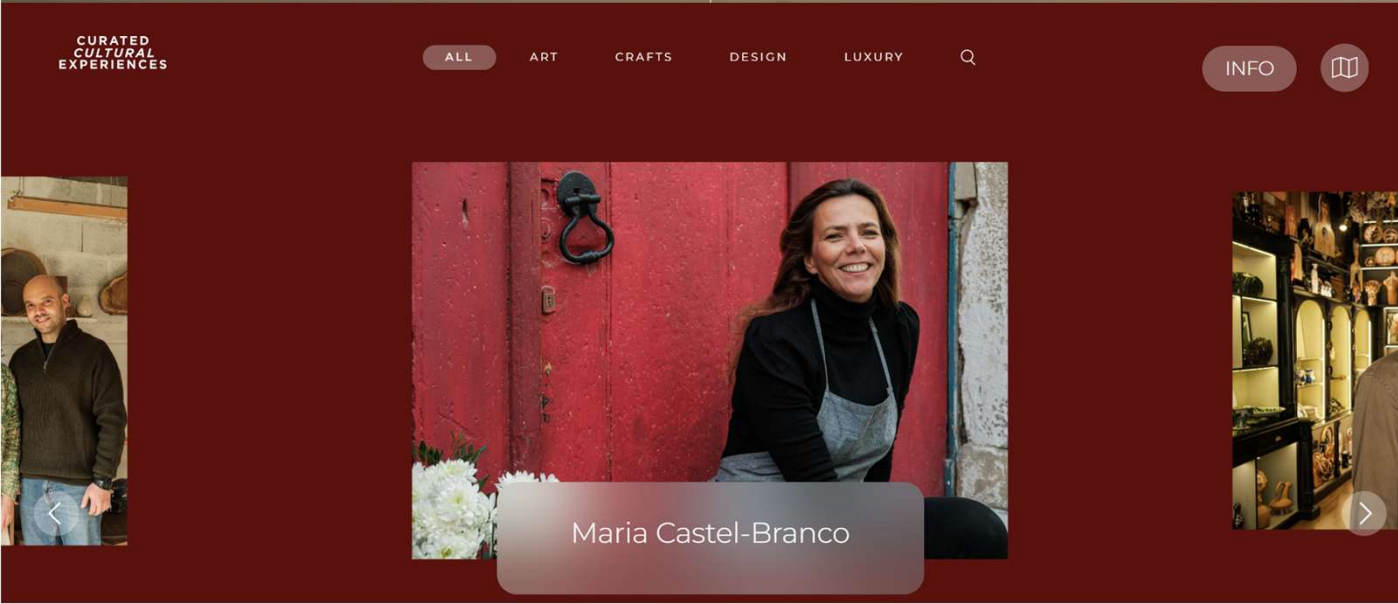 CURATED
CULTURAL
EXPERIENCES
ALL ART CRAFTS DESIGN LUXURY
INFO
Maria Castel-Branco